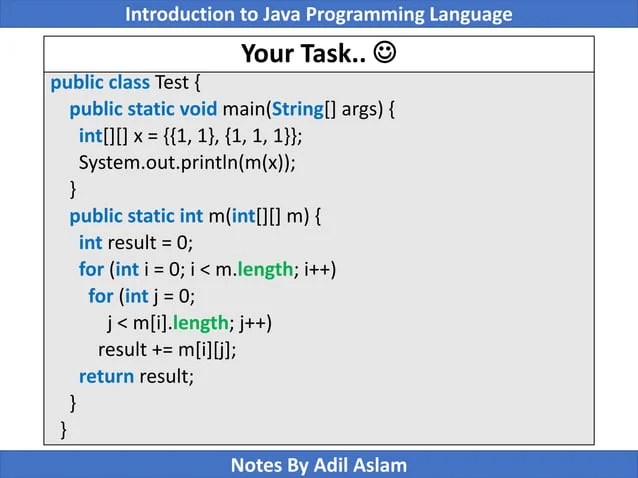 Introduction to Java Programming Language
Your Task.. ☺
public class Test {
public static void main(String[] args) {
int[][] x = {{1, 1}, {1, 1, 1}};
System.out.println(m(x));
}
public static int m(int[][] m) {
int result = 0;
for (int i = 0; i < m.length; i++)
for (int j = 0;
j < m[i].length; j++)
result += m[i][j];
return result;
}
}
Notes By Adil Aslam